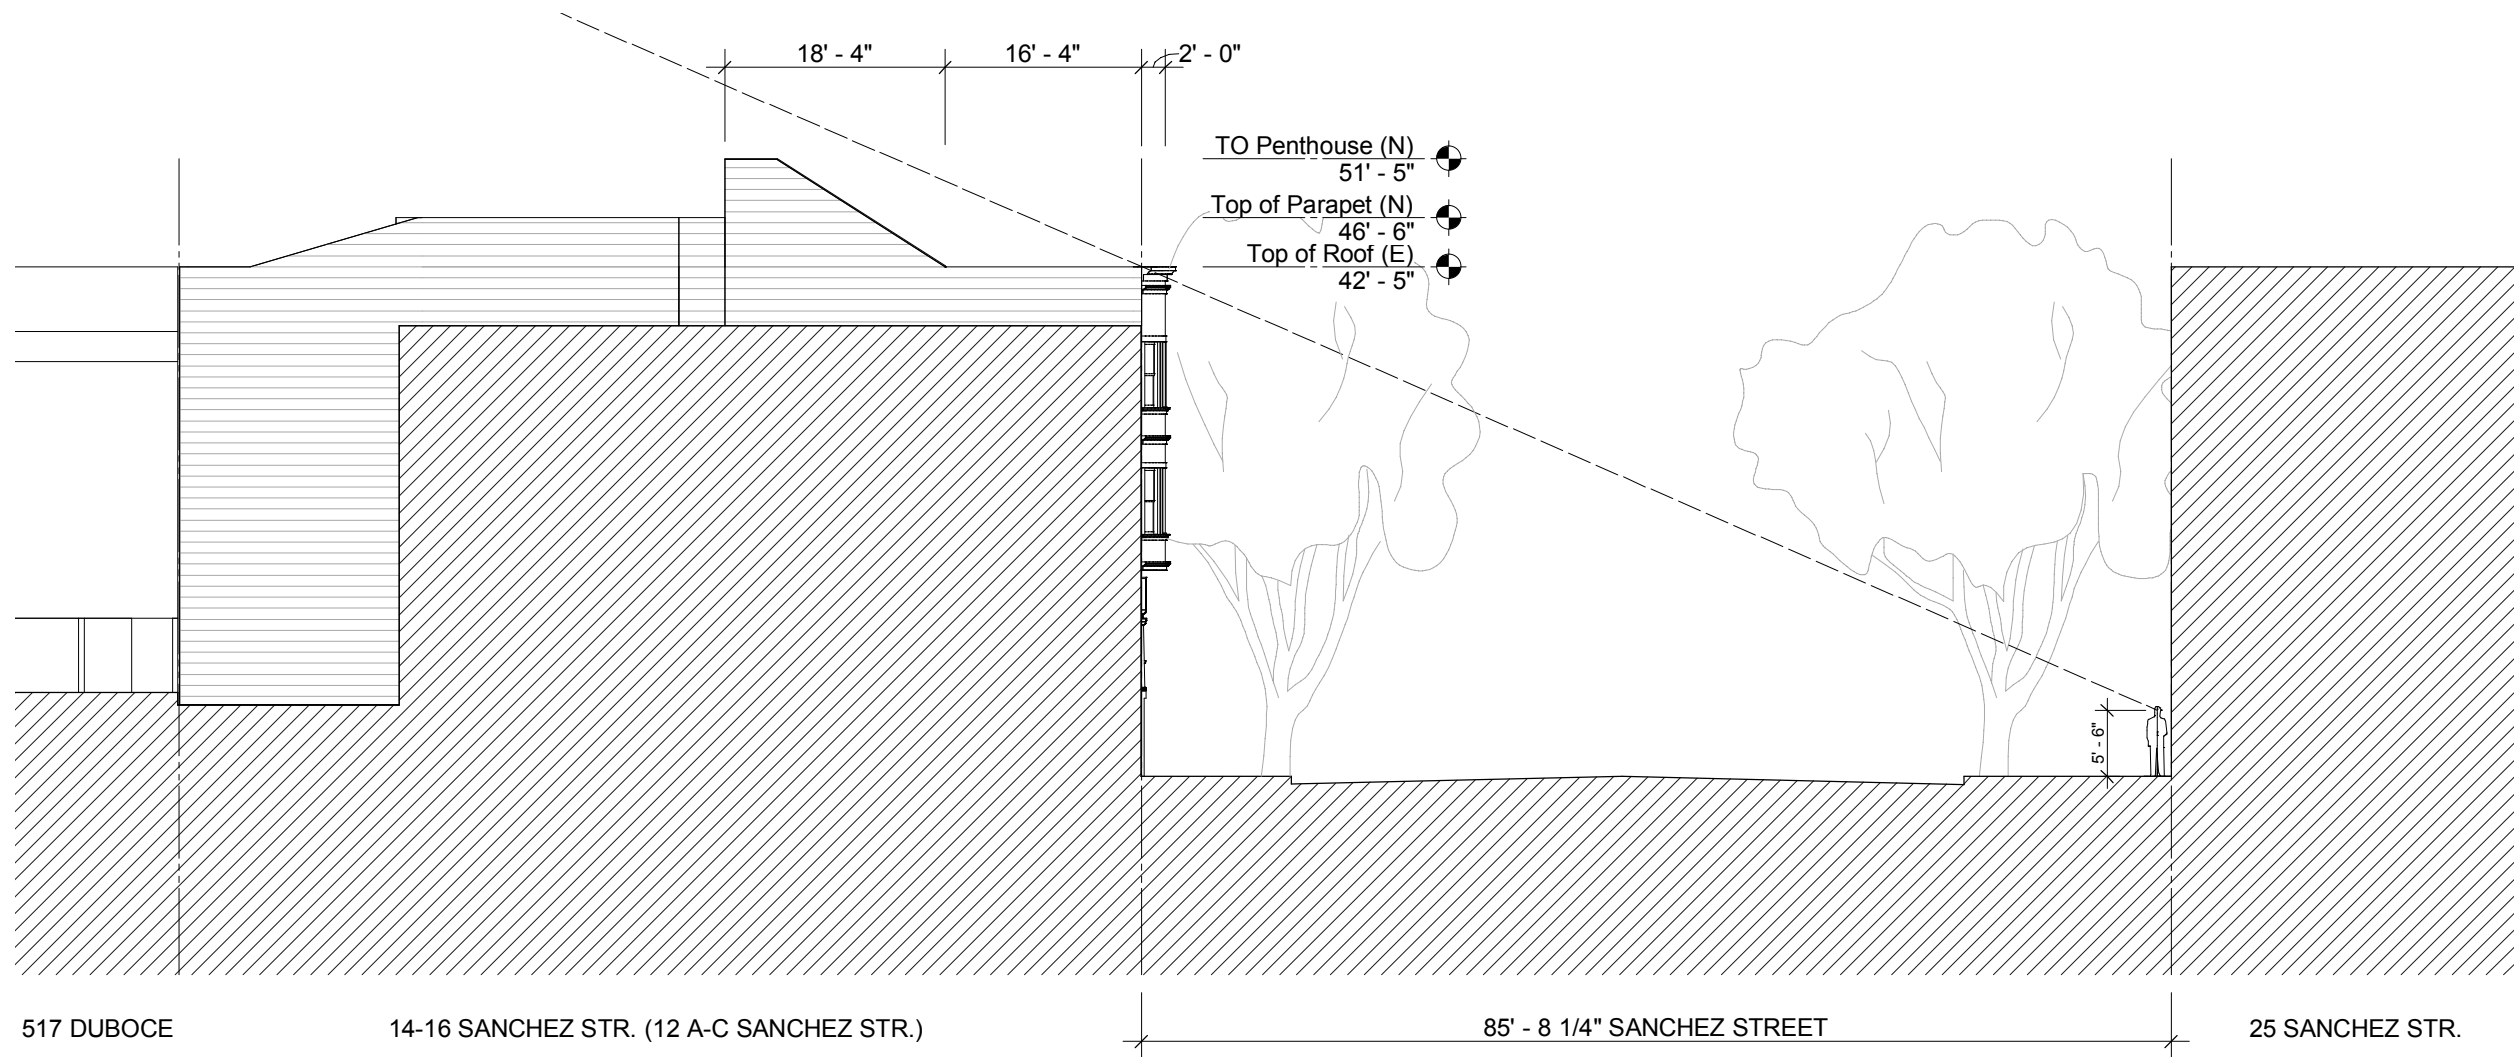 18' - 4"
16' - 4"
2' - 0"
TO Penthouse (N)
51' - 5"
Top of Parapet (N)
46' - 6"
Top of Roof (E)
42' - 5"
5' - 6"
517 DUBOCE
14-16 SANCHEZ STR. (12 A-C SANCHEZ STR.)
85' - 8 1/4" SANCHEZ STREET
25 SANCHEZ STR.